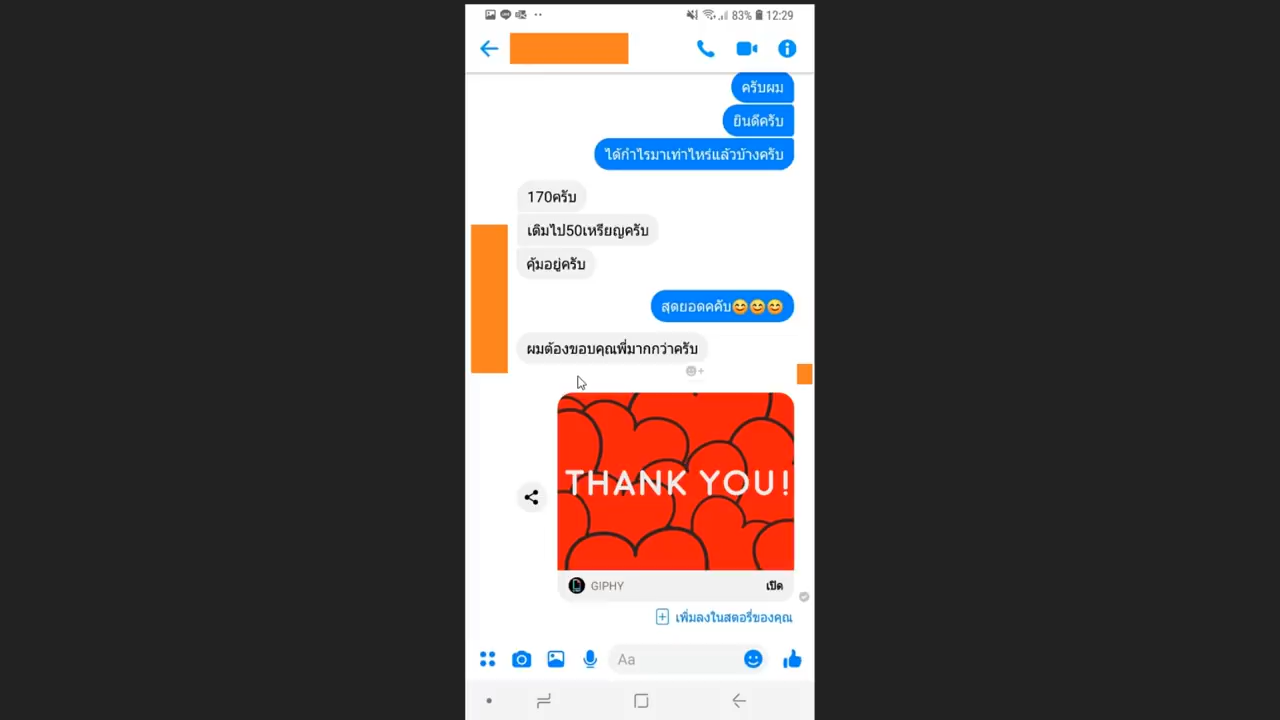 83% 12:29
ครับผม
ยินดีครับ
ได้กำไรมาเท่าไหร่แล้วบ้างครับ
170ครับ
เติมไป50เหรียญครับ
คุ้มอยู่ครับ
สุดยอดคคับ😊😊😊
ผมต้องขอบคุณพี่มากกว่าครับ
THANK YOU!
GIPHY เปิด
เพิ่มลงในสตอรี่ของคุณ
Aa